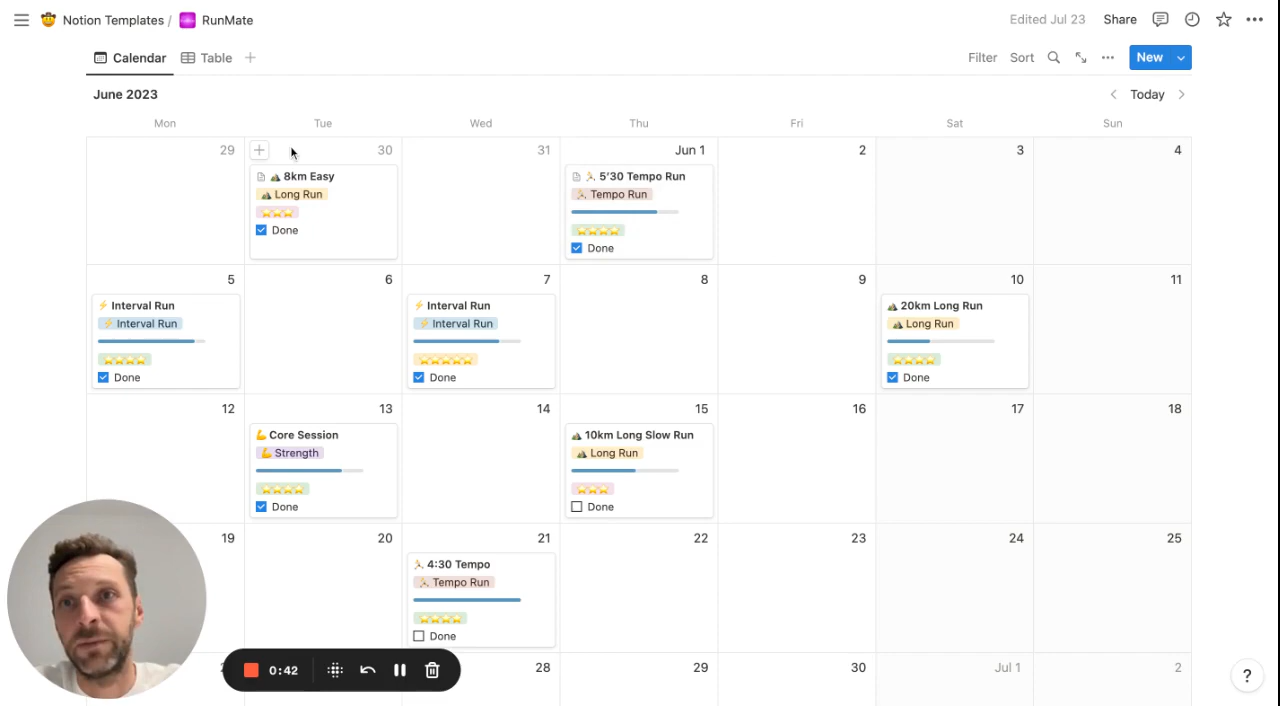 Notion Templates / RunMate
Edited Jul 23 Share
Calendar Table
Filter Sort New
June 2023
Today
Mon Tue Wed Thu Fri Sat Sun
29 30 31 Jun 1 2 3 4
8km Easy
Long Run
Done
5'30 Tempo Run
Tempo Run
Done
5 6 7 8 9 10 11
Interval Run
Interval Run
Done
Interval Run
Interval Run
Done
20km Long Run
Long Run
Done
12 13 14 15 16 17 18
Core Session
Strength
Done
10km Long Slow Run
Long Run
Done
19 20 21 22 23 24 25
4:30 Tempo
Tempo Run
Done
28 29 30 Jul 1 2
0:42
?